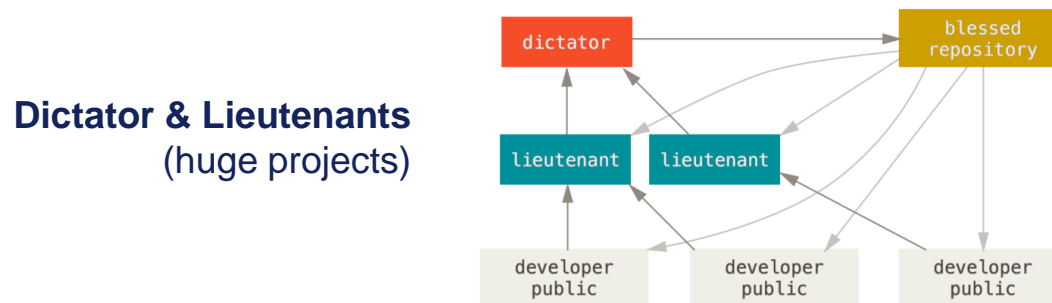 Dictator & Lieutenants
(huge projects)
dictator
blessed
repository
lieutenant
lieutenant
developer
public
developer
public
developer
public